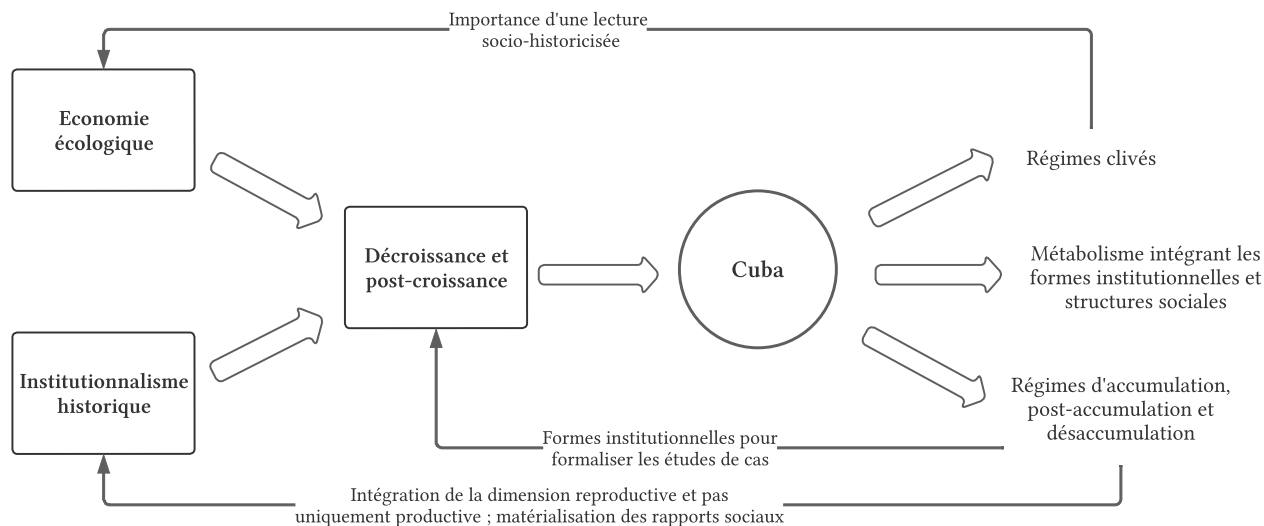 Importance d'une lecture
socio-historicisée
Economie
écologique
Régimes clivés
Décroissance et
post-croissance
Cuba
Métabolisme intégrant les
formes institutionnelles et
structures sociales
Institutionnalisme
historique
Régimes d'accumulation,
post-accumulation et
désaccumulation
Formes institutionnelles pour
formaliser les études de cas
Intégration de la dimension reproductive et pas
uniquement productive ; matérialisation des rapports sociaux